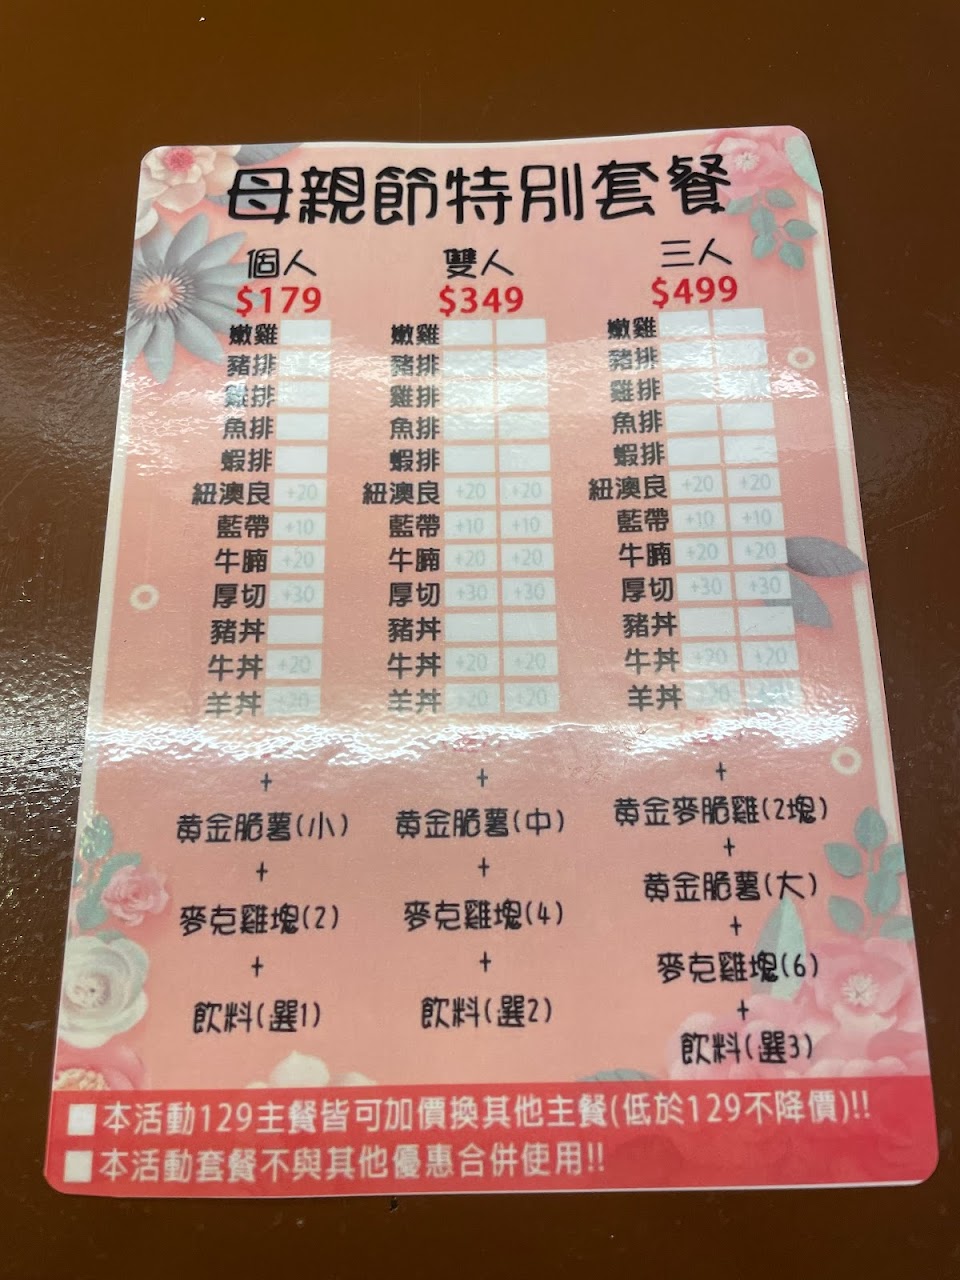 母親節特別套餐
個人
$179
嫩雞
豬排
雞排
魚排
蝦排
紐澳良 +20
藍帶 +10
牛腩 +20
厚切 +30
豬丼
牛丼 +20
羊丼 +20
+
黃金脆薯(小)
+
麥克雞塊(2)
+
飲料(選1)
雙人
$349
嫩雞
豬排
雞排
魚排
蝦排
紐澳良 +20 +20
藍帶 +10 +10
牛腩 +20 +20
厚切 +30 +30
豬丼
牛丼 +20 +20
羊丼 +20 +20
+
黃金脆薯(中)
+
麥克雞塊(4)
+
飲料(選2)
三人
$499
嫩雞
豬排
雞排
魚排
蝦排
紐澳良 +20 +20
藍帶 +10 +10
牛腩 +20 +20
厚切 +30 +30
豬丼
牛丼 +20 +20
羊丼 +20
+
黃金麥脆雞(2塊)
+
黃金脆薯(大)
+
麥克雞塊(6)
+
飲料(選3)
本活動129主餐皆可加價換其他主餐(低於129不降價)!!
本活動套餐不與其他優惠合併使用!!